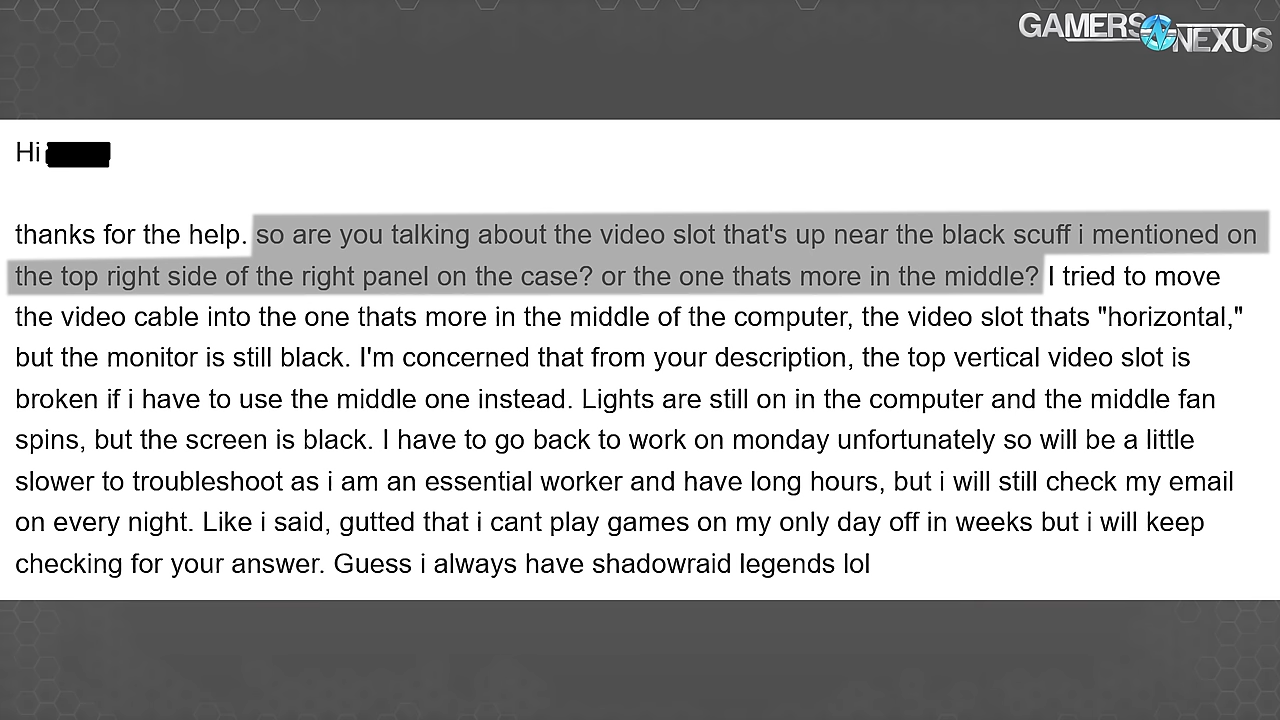 GAMERS NEXUS
Hi
thanks for the help. so are you talking about the video slot that's up near the black scuff i mentioned on
the top right side of the right panel on the case? or the one thats more in the middle? I tried to move
the video cable into the one thats more in the middle of the computer, the video slot thats "horizontal,"
but the monitor is still black. I'm concerned that from your description, the top vertical video slot is
broken if i have to use the middle one instead. Lights are still on in the computer and the middle fan
spins, but the screen is black. I have to go back to work on monday unfortunately so will be a little
slower to troubleshoot as i am an essential worker and have long hours, but i will still check my email
on every night. Like i said, gutted that i cant play games on my only day off in weeks but i will keep
checking for your answer. Guess i always have shadowraid legends lol